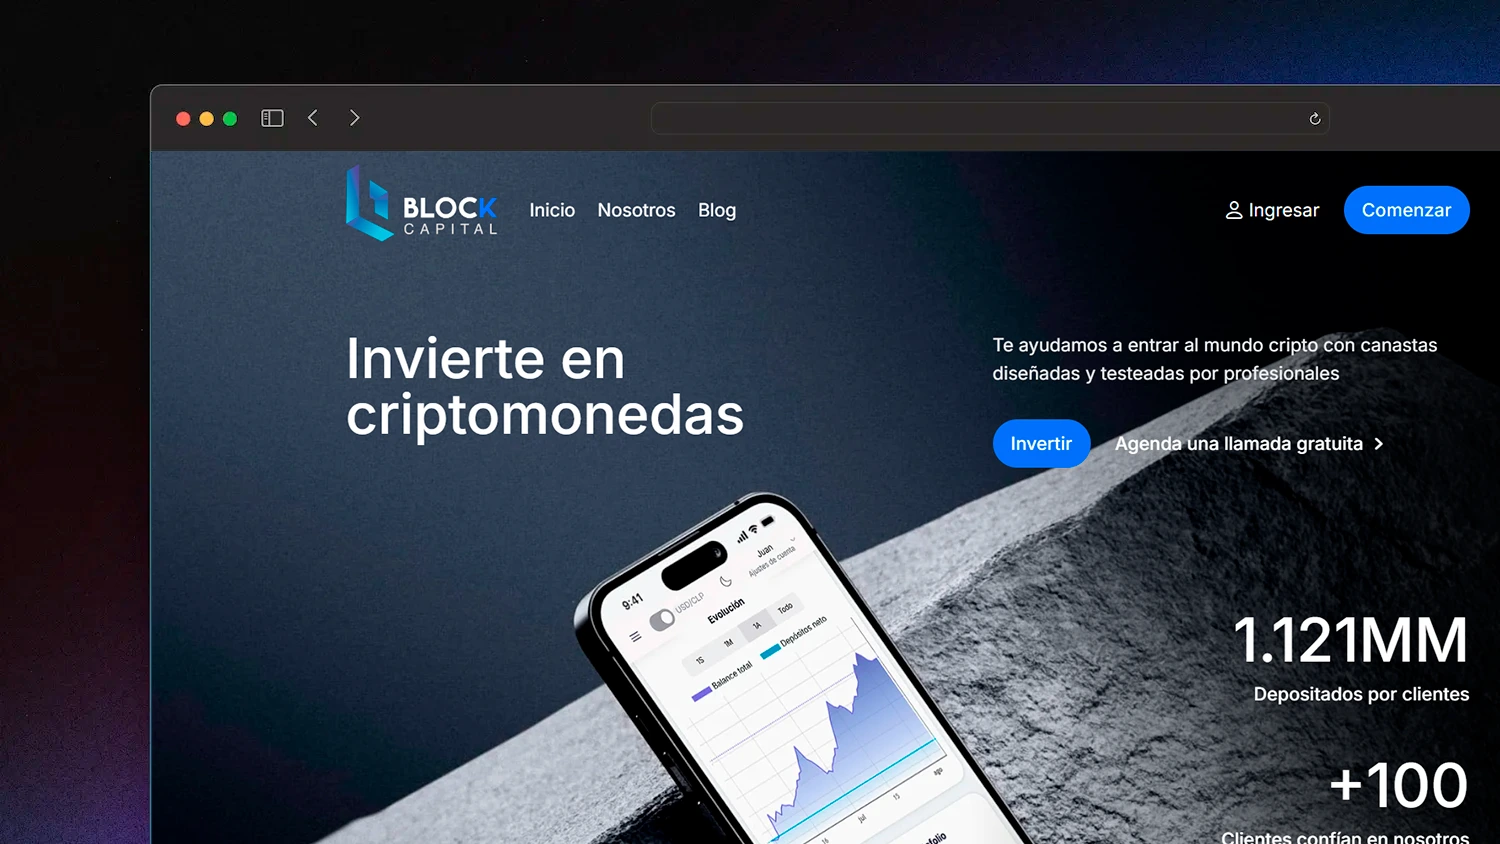 BLOCK
CAPITAL
Inicio
Nosotros
Blog
Ingresar
Comenzar
Invierte en
criptomonedas
Te ayudamos a entrar al mundo cripto con canastas
diseñadas y testeadas por profesionales
Invertir
Agenda una llamada gratuita
9:41
USD/CLP
Juan
Ajustes de cuenta
Evolución
1S
1M
1A
Todo
Balance total
Depósitos neto
16
Jul
15
Ago
1.121MM
Depositados por clientes
+100
Clientes confían en nosotros